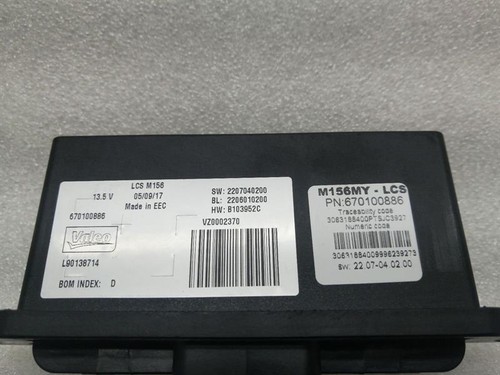 LCS M156
13.5 V
05/09/17
Made in EEC
SW: 2207040200
BL: 2206010200
HW: B103952C
670100886
VZ0002370
Valeo
L90138714
BOM INDEX: D
M156MY - LCS
PN:670100886
Traceability code
Numeric code
SW. 22.07-04.02.00